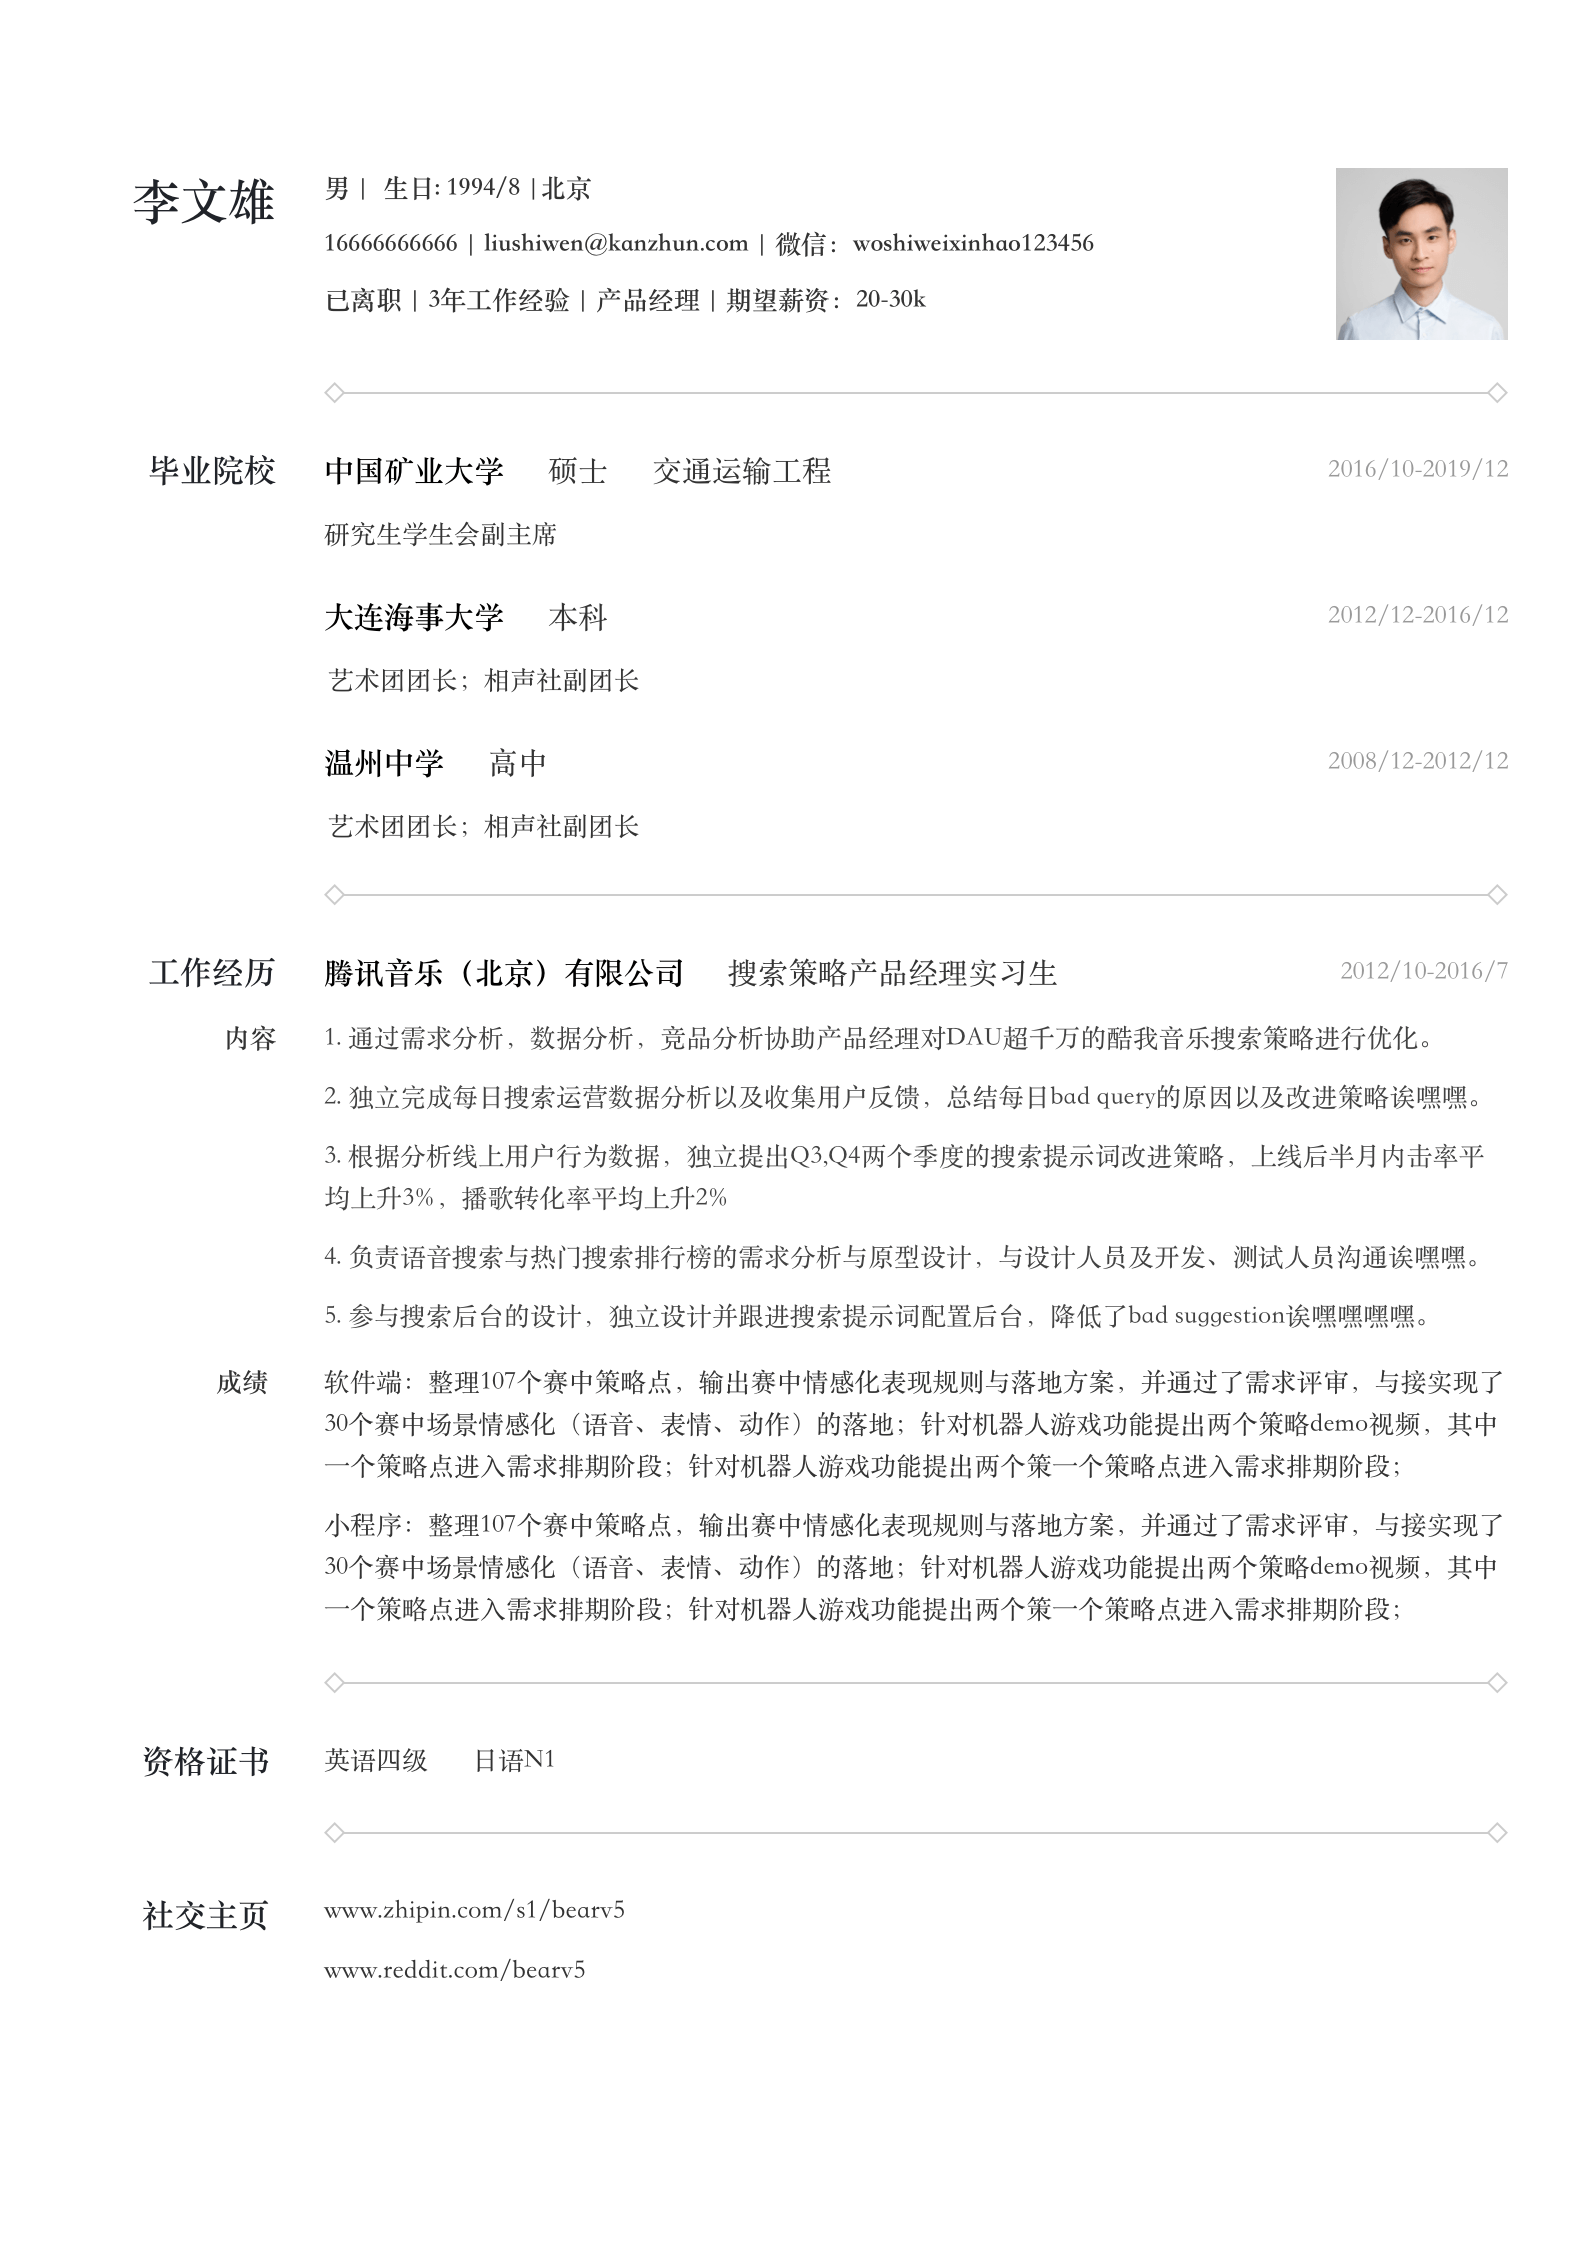 李文雄
男 | 生日: 1994/8 | 北京
16666666666 | liushiwen@kanzhun.com | 微信：woshiweixinhao123456
已离职 | 3年工作经验 | 产品经理 | 期望薪资：20-30k
毕业院校
中国矿业大学 硕士 交通运输工程 2016/10-2019/12
研究生学生会副主席
大连海事大学 本科 2012/12-2016/12
艺术团团长；相声社副团长
温州中学 高中 2008/12-2012/12
艺术团团长；相声社副团长
工作经历
腾讯音乐（北京）有限公司 搜索策略产品经理实习生 2012/10-2016/7
内容
1. 通过需求分析，数据分析，竞品分析协助产品经理对DAU超千万的酷我音乐搜索策略进行优化。
2. 独立完成每日搜索运营数据分析以及收集用户反馈，总结每日bad query的原因以及改进策略诶嘿嘿。
3. 根据分析线上用户行为数据，独立提出Q3,Q4两个季度的搜索提示词改进策略，上线后半月内击率平
均上升3%，播歌转化率平均上升2%
4. 负责语音搜索与热门搜索排行榜的需求分析与原型设计，与设计人员及开发、测试人员沟通诶嘿嘿。
5. 参与搜索后台的设计，独立设计并跟进搜索提示词配置后台，降低了bad suggestion诶嘿嘿嘿嘿。
成绩
软件端：整理107个赛中策略点，输出赛中情感化表现规则与落地方案，并通过了需求评审，与接实现了
30个赛中场景情感化（语音、表情、动作）的落地；针对机器人游戏功能提出两个策略demo视频，其中
一个策略点进入需求排期阶段；针对机器人游戏功能提出两个策一个策略点进入需求排期阶段；
小程序：整理107个赛中策略点，输出赛中情感化表现规则与落地方案，并通过了需求评审，与接实现了
30个赛中场景情感化（语音、表情、动作）的落地；针对机器人游戏功能提出两个策略demo视频，其中
一个策略点进入需求排期阶段；针对机器人游戏功能提出两个策一个策略点进入需求排期阶段；
资格证书
英语四级 日语N1
社交主页
www.zhipin.com/s1/bearv5
www.reddit.com/bearv5